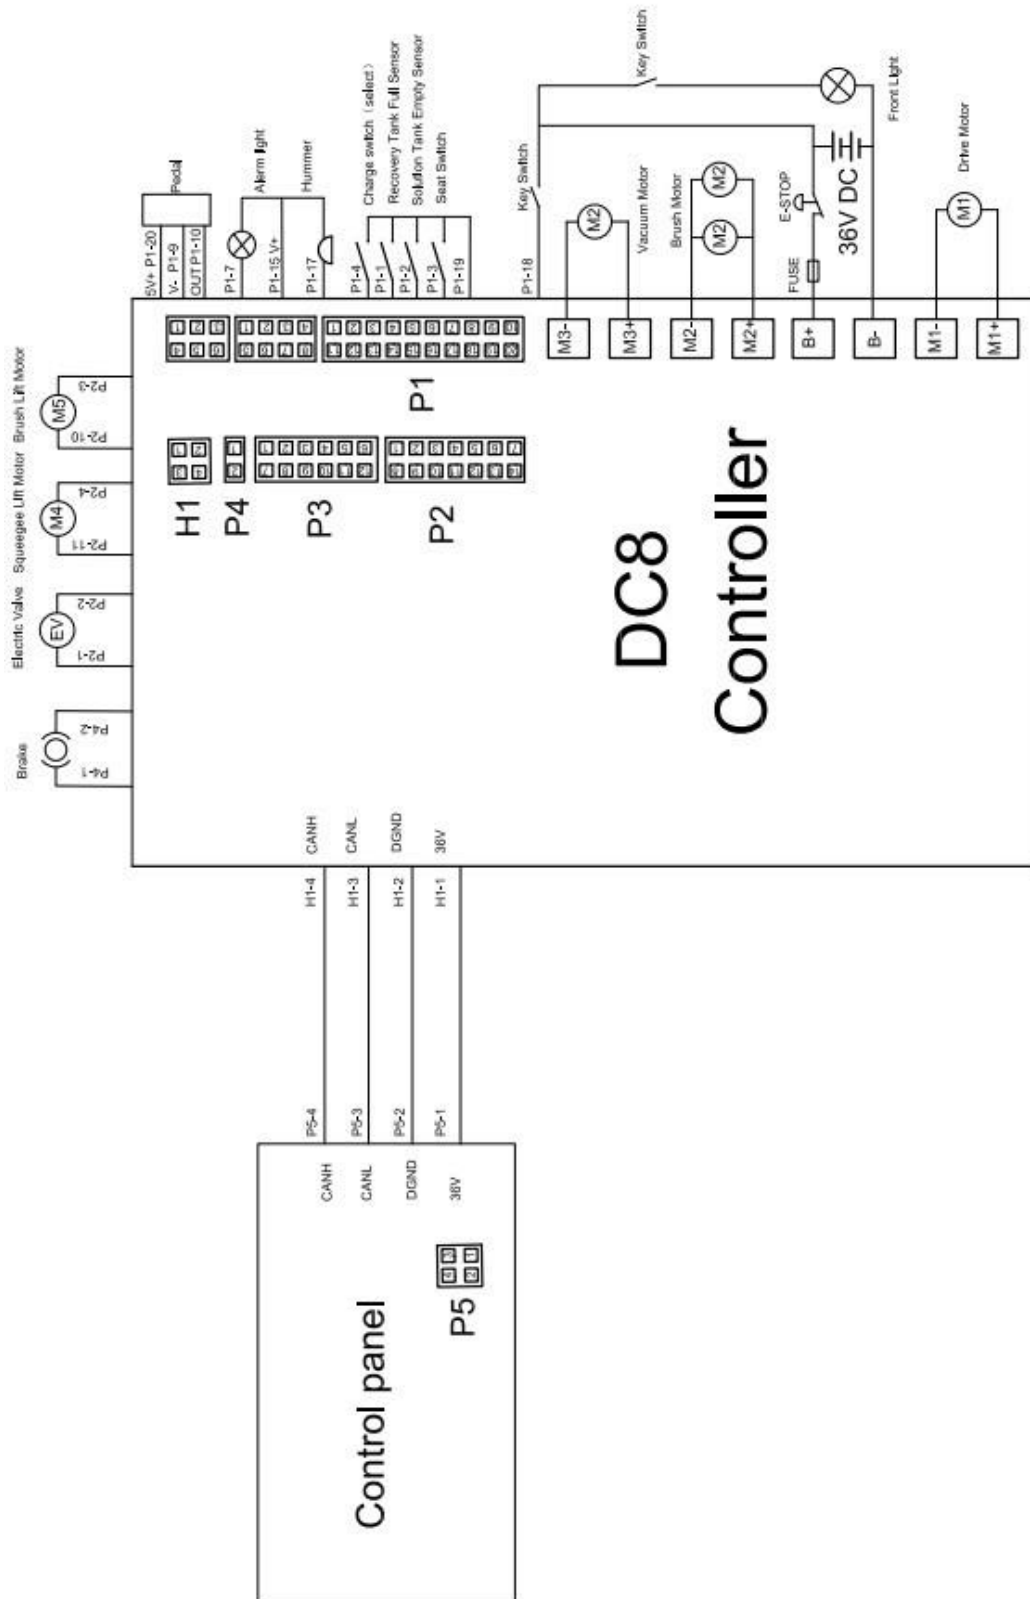 5V+ P1-20
V- P1-9
OUT P1-10
Pedal
P1-7
P1-15 V+
P1-17
Alarm light
Hummer
P1-4
P1-1
P1-2
P1-3
P1-19
Charge switch (select)
Recovery Tank Full Sensor
Solution Tank Empty Sensor
Seat Switch
P1-18
Key Switch
Key Switch
Front Light
M3-
M3+
M2
Vacuum Motor
M2-
M2+
M2
M2
Brush Motor
B+
B-
FUSE
E-STOP
36V DC
M1-
M1+
M1
Drive Motor
Brush Lift Motor
M5
P2-3
P2-10
Squeegee Lift Motor
M4
P2-4
P2-11
Electric Valve
EV
P2-2
P2-1
Brake
P4-2
P4-1
H1
P4
P3
P2
P1
DC8
Controller
CANH
CANL
DGND
36V
H1-4
H1-3
H1-2
H1-1
P5-4
P5-3
P5-2
P5-1
CANH
CANL
DGND
36V
4 3
2 1
P5
Control panel